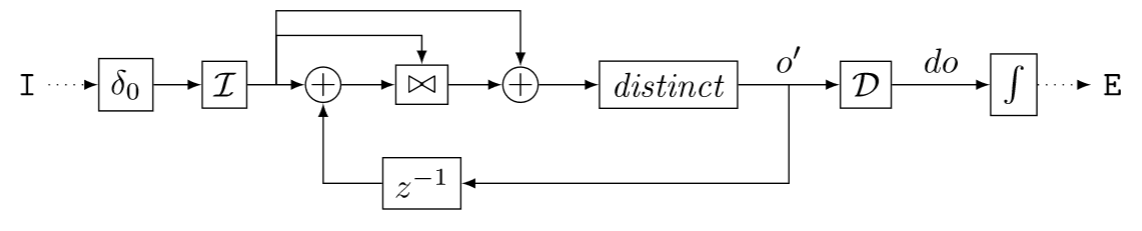 o′ do
I δ₀ 𝓘 ⊕ ⋈ ⊕ distinct 𝓓 ∫ E
z⁻¹